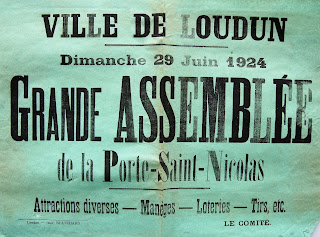 VILLE DE LOUDUN
Dimanche 29 Juin 1924
GRANDE ASSEMBLÉE
de la Porte-Saint-Nicolas
Attractions diverses — Manèges — Loteries — Tirs, etc.
LE COMITÉ.